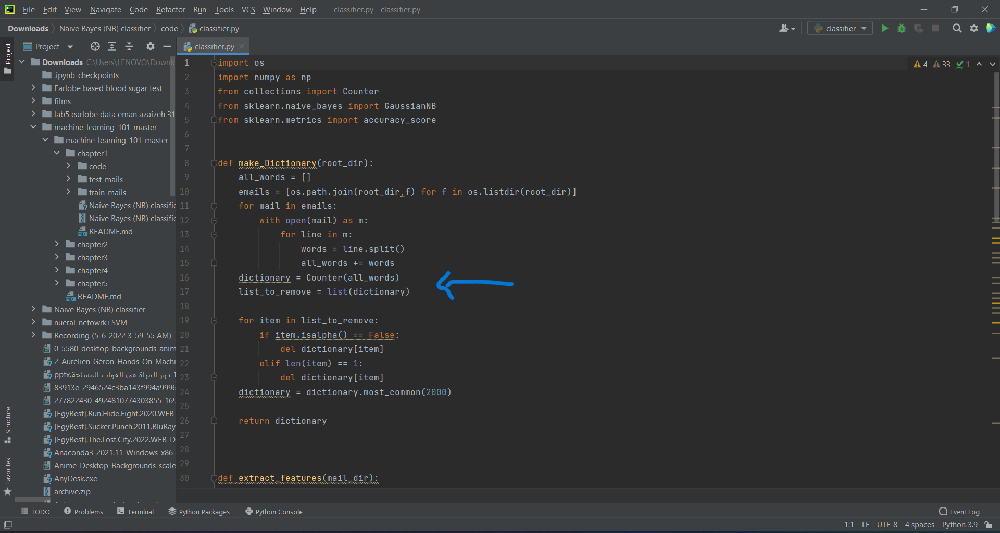 File Edit View Navigate Code Refactor Run Tools VCS Window Help classifier.py - classifier.py
Downloads Naive Bayes (NB) classifier code classifier.py classifier
Project classifier.py
Project
Downloads C:\Users\LENOVO\Downlo
.ipynb_checkpoints
Earlobe based blood sugar test
films
lab5 earlobe data eman azaizeh 31
machine-learning-101-master
machine-learning-101-master
chapter1
code
test-mails
train-mails
Naive Bayes (NB) classifie
Naive Bayes (NB) classifie
README.md
chapter2
chapter3
chapter4
chapter5
README.md
Naive Bayes (NB) classifier
nueral_netowrk+SVM
Recording (5-6-2022 3-59-55 AM)
0-5580_desktop-backgrounds-anim
2-Aurélien-Géron-Hands-On-Machi
1 دور المراة في القوات المسلحة.pptx
83913e_2946524c3ba143f994a9996
277822430_4924810774303855_169
[EgyBest].Run.Hide.Fight.2020.WEB-
[EgyBest].Sucker.Punch.2011.BluRay
[EgyBest].The.Lost.City.2022.WEB-D
Anaconda3-2021.11-Windows-x86_
Anime-Desktop-Backgrounds-scale
AnyDesk.exe
archive.zip
Structure
Favorites
4 33 1
1 import os
2 import numpy as np
3 from collections import Counter
4 from sklearn.naive_bayes import GaussianNB
5 from sklearn.metrics import accuracy_score
6
7
8 def make_Dictionary(root_dir):
9 all_words = []
10 emails = [os.path.join(root_dir,f) for f in os.listdir(root_dir)]
11 for mail in emails:
12 with open(mail) as m:
13 for line in m:
14 words = line.split()
15 all_words += words
16 dictionary = Counter(all_words)
17 list_to_remove = list(dictionary)
18
19 for item in list_to_remove:
20 if item.isalpha() == False:
21 del dictionary[item]
22 elif len(item) == 1:
23 del dictionary[item]
24 dictionary = dictionary.most_common(2000)
25
26 return dictionary
27
28
29
30 def extract_features(mail_dir):
TODO Problems Terminal Python Packages Python Console Event Log
1:1 LF UTF-8 4 spaces Python 3.9